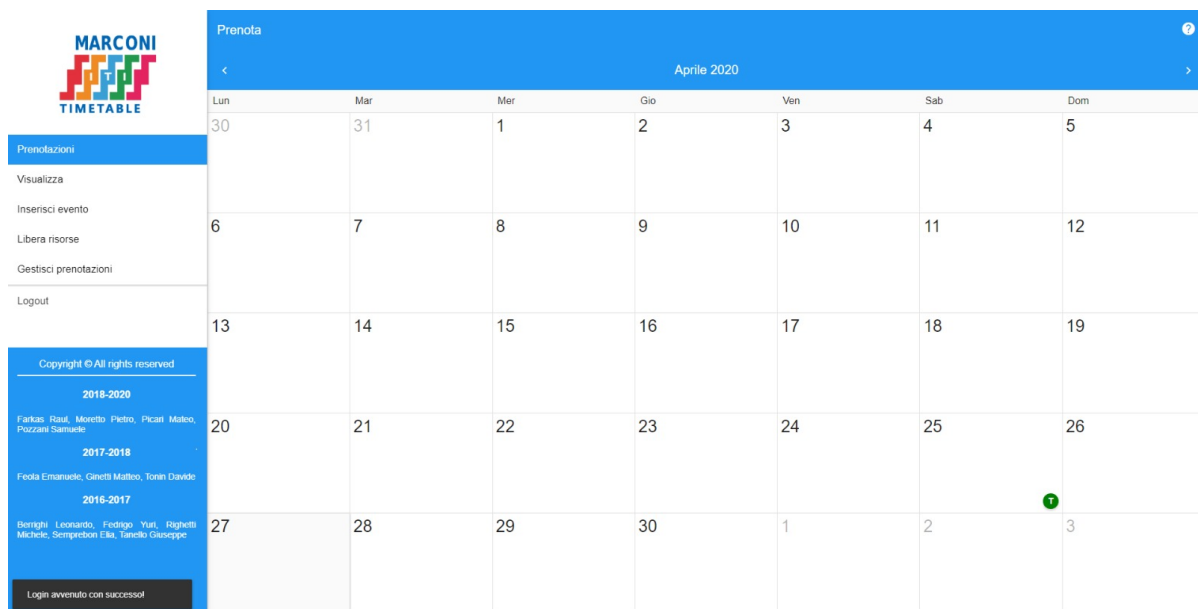 MARCONI
TIMETABLE
Prenotazioni
Visualizza
Inserisci evento
Libera risorse
Gestisci prenotazioni
Logout
Copyright © All rights reserved
2018-2020
Farkas Raul, Moretto Pietro, Picari Mateo,
Pozzani Samuele
2017-2018
Feola Emanuele, Ginetti Matteo, Tonin Davide
2016-2017
Berrighi Leonardo, Fedrigo Yuri, Righetti
Michele, Semprebon Elia, Tanello Giuseppe
Login avvenuto con successo!
Prenota ?
< Aprile 2020 >
Lun Mar Mer Gio Ven Sab Dom
30 31 1 2 3 4 5
6 7 8 9 10 11 12
13 14 15 16 17 18 19
20 21 22 23 24 25 26
T
27 28 29 30 1 2 3